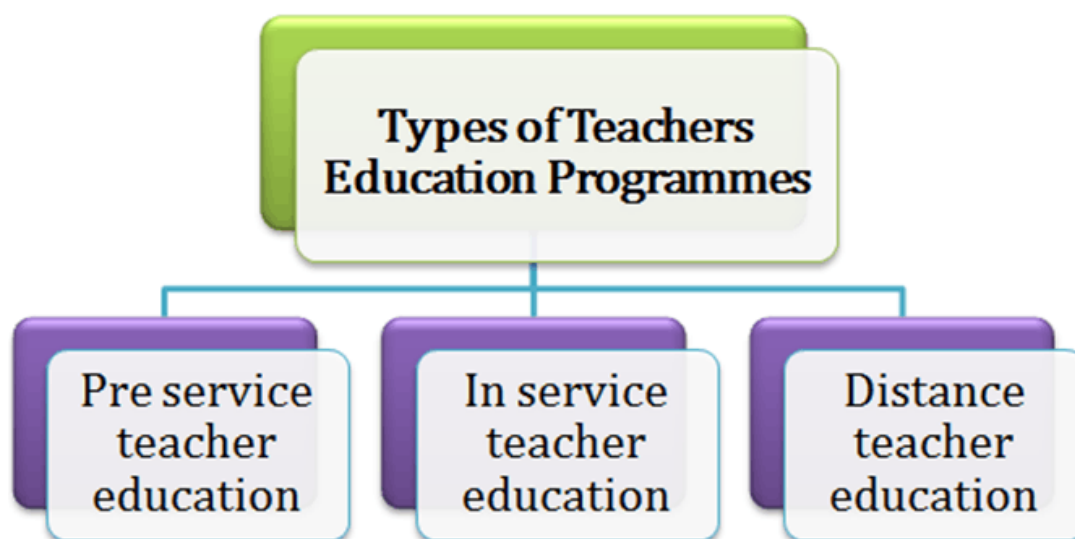 Types of Teachers
Education Programmes
Pre service
teacher
education
In service
teacher
education
Distance
teacher
education